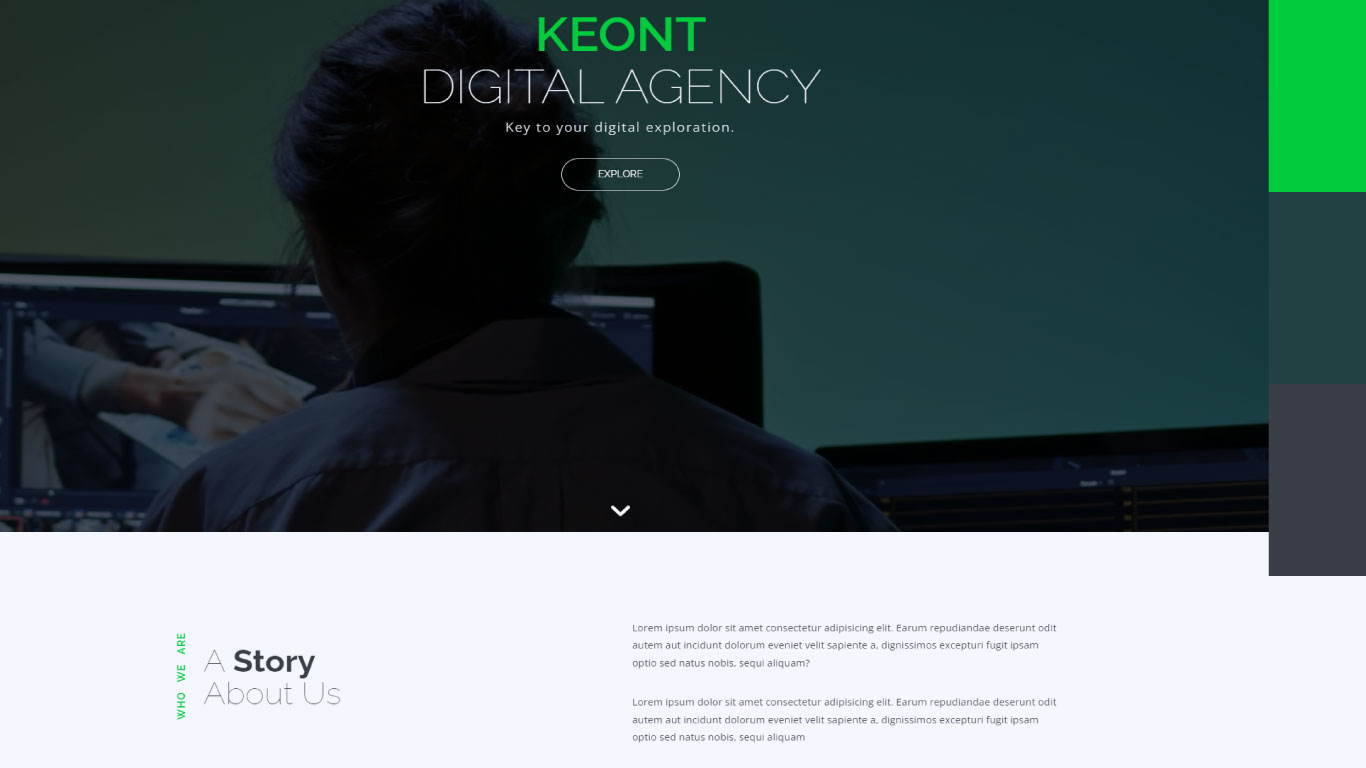 KEONT
DIGITAL AGENCY
Key to your digital exploration.
EXPLORE
WHO WE ARE
A Story
About Us
Lorem ipsum dolor sit amet consectetur adipisicing elit. Earum repudiandae deserunt odit
autem aut incidunt dolorum eveniet velit sapiente a, dignissimos excepturi fugit ipsam
optio sed natus nobis, sequi aliquam?
Lorem ipsum dolor sit amet consectetur adipisicing elit. Earum repudiandae deserunt odit
autem aut incidunt dolorum eveniet velit sapiente a, dignissimos excepturi fugit ipsam
optio sed natus nobis, sequi aliquam